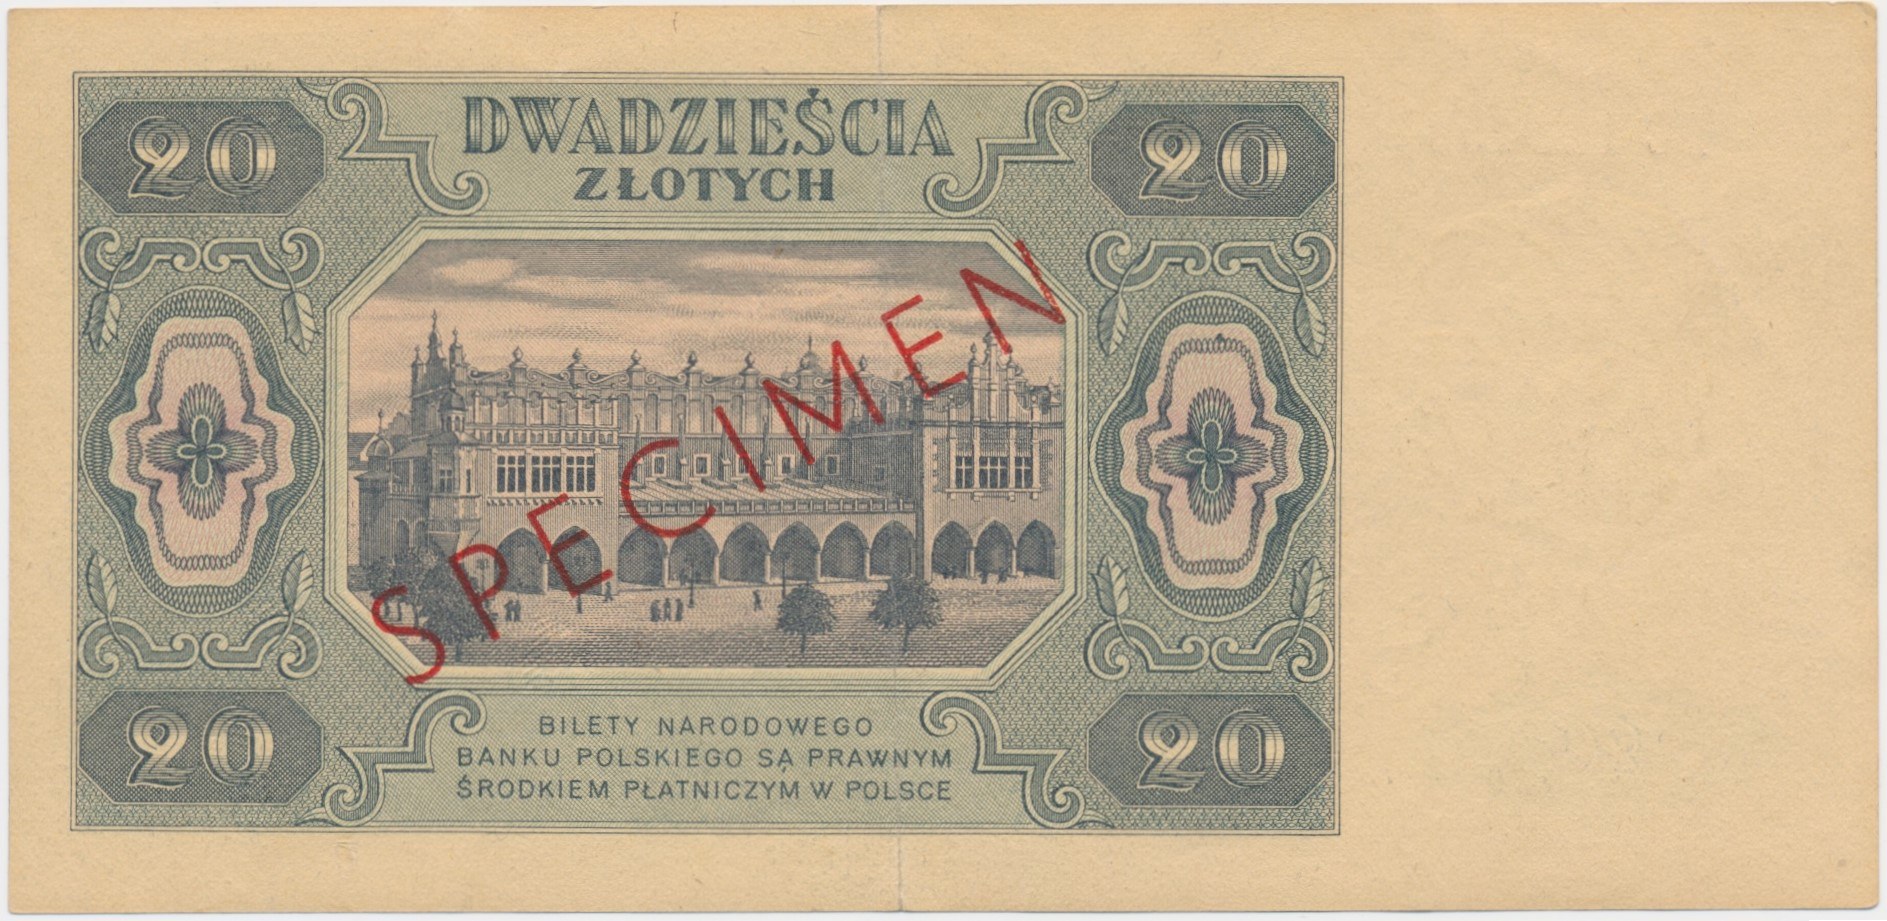 20 DWADZIEŚCIA 20
ZŁOTYCH
SPECIMEN
20 BILETY NARODOWEGO 20
BANKU POLSKIEGO SĄ PRAWNYM
ŚRODKIEM PŁATNICZYM W POLSCE